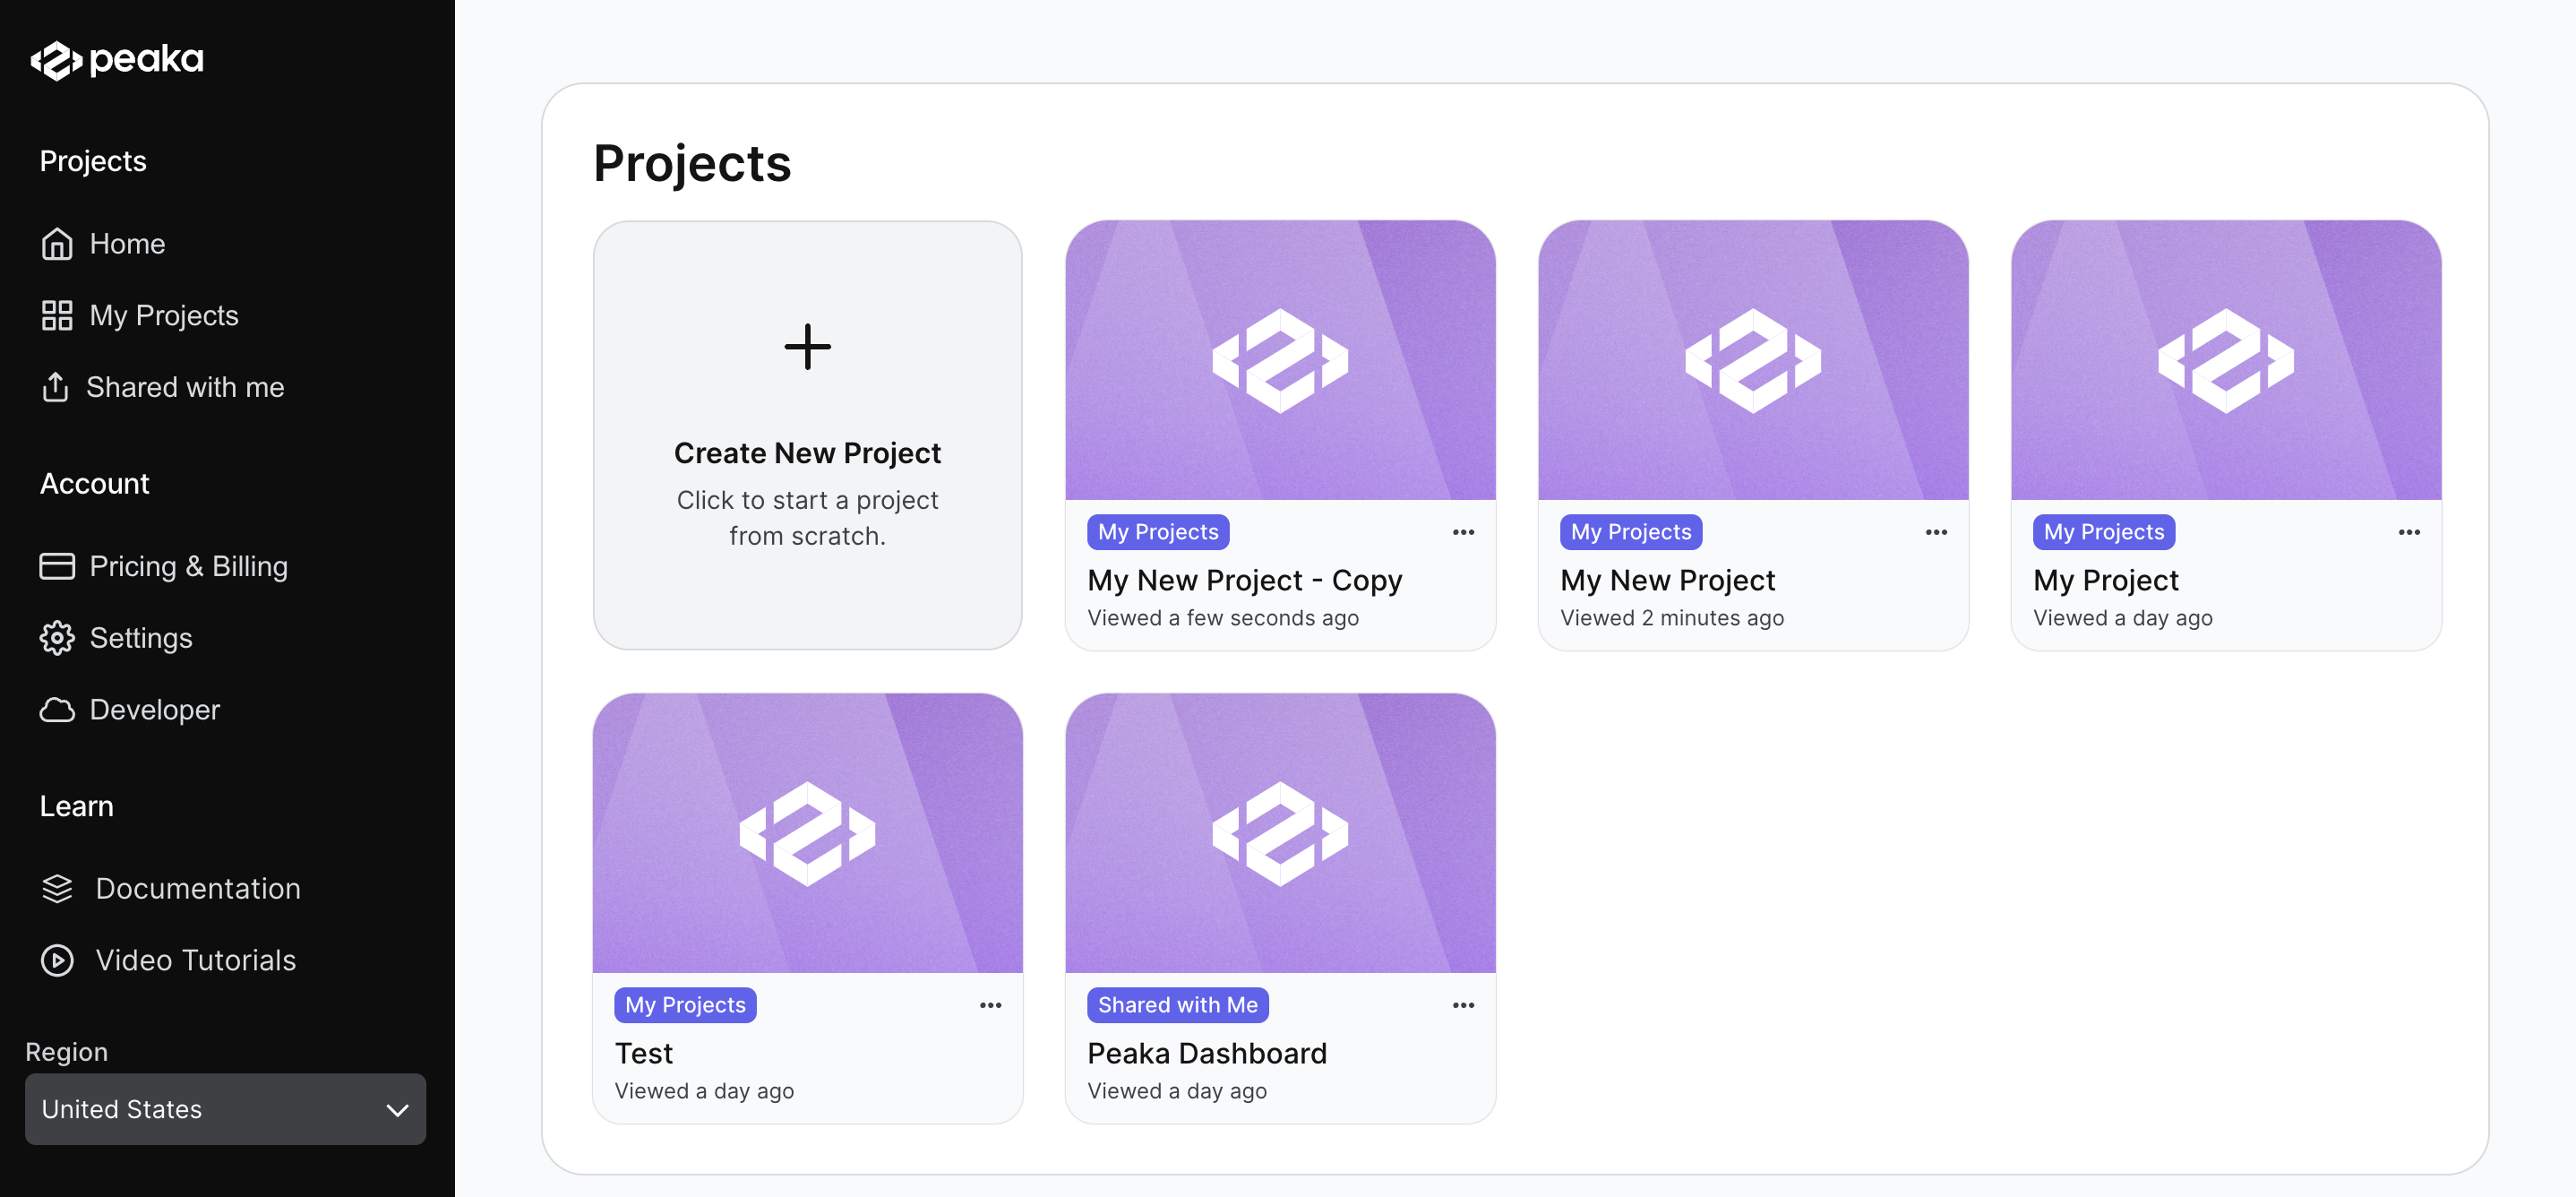 peaka
Projects
Home
My Projects
Shared with me
Account
Pricing & Billing
Settings
Developer
Learn
Documentation
Video Tutorials
Region
United States
Projects
Create New Project
Click to start a project
from scratch.
My Projects
My New Project - Copy
Viewed a few seconds ago
My Projects
My New Project
Viewed 2 minutes ago
My Projects
My Project
Viewed a day ago
My Projects
Test
Viewed a day ago
Shared with Me
Peaka Dashboard
Viewed a day ago